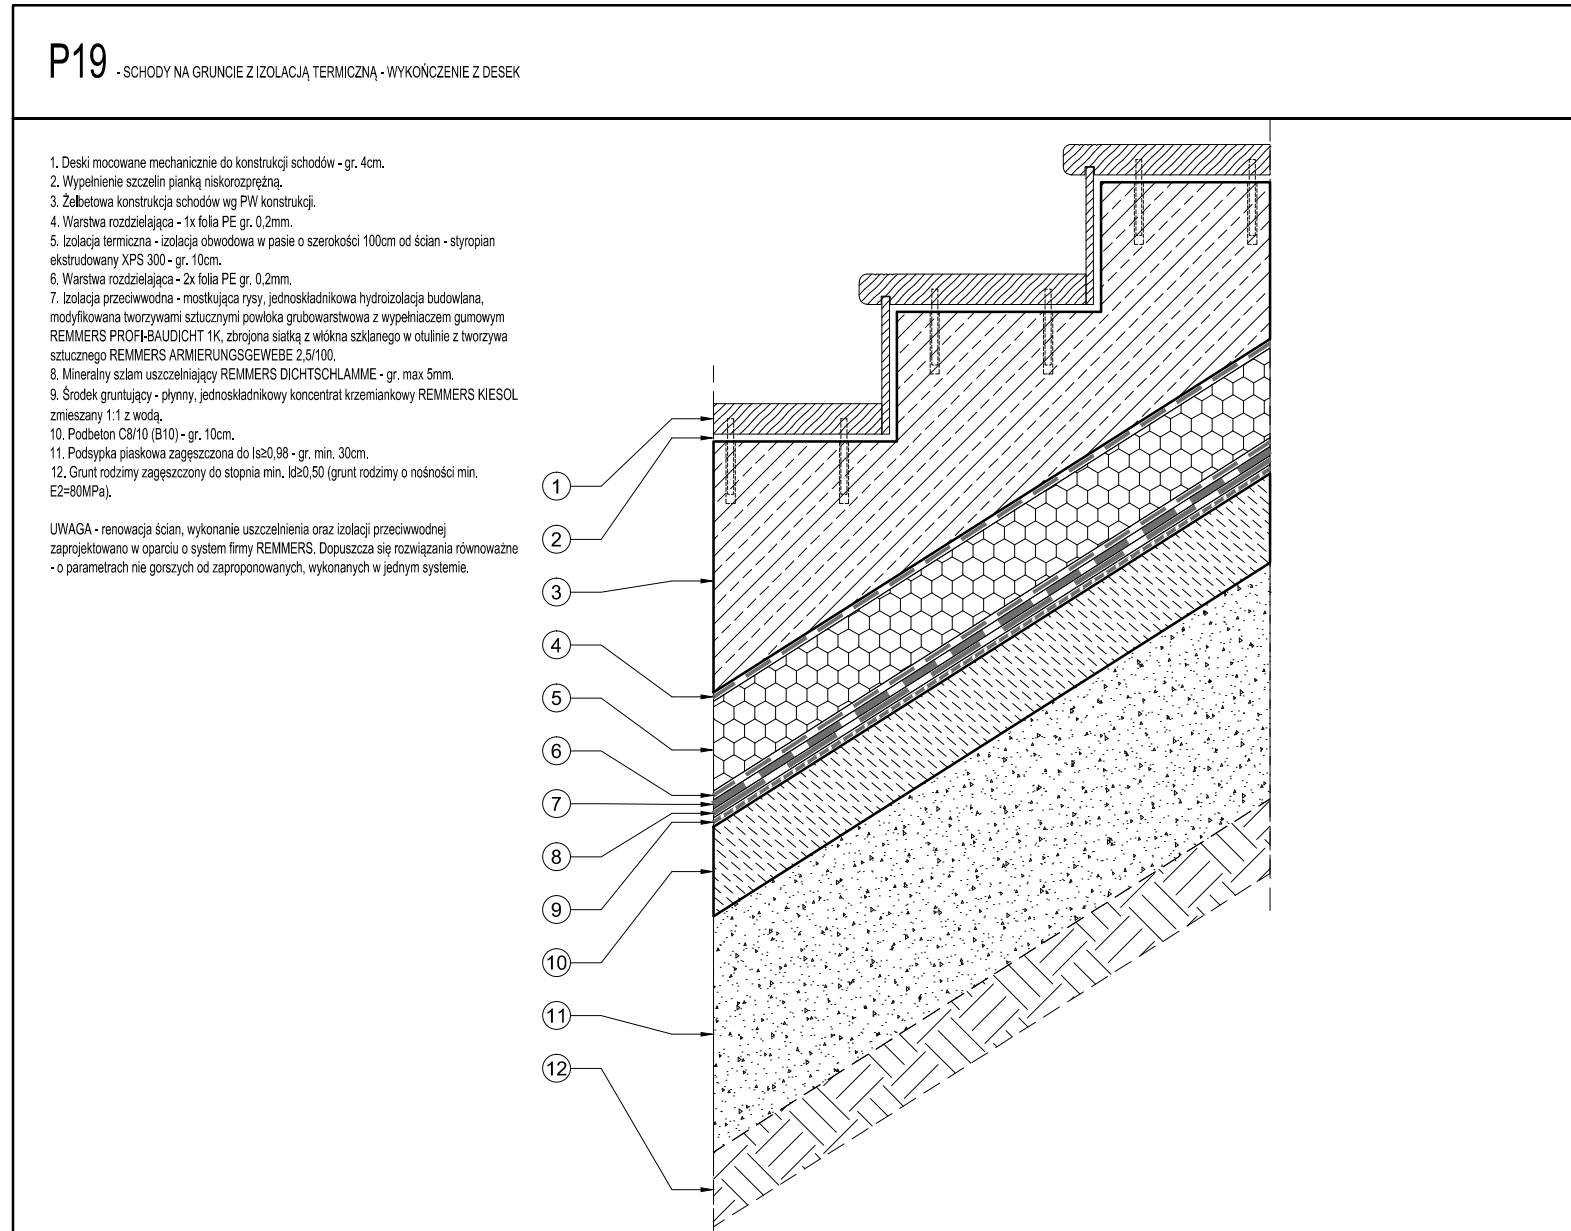 P19 - SCHODY NA GRUNCIE Z IZOLACJĄ TERMICZNĄ - WYKOŃCZENIE Z DESEK
1. Deski mocowane mechanicznie do konstrukcji schodów - gr. 4cm.
2. Wypełnienie szczelin pianką niskorozprężną.
3. Żelbetowa konstrukcja schodów wg PW konstrukcji.
4. Warstwa rozdzielająca - 1x folia PE gr. 0,2mm.
5. Izolacja termiczna - izolacja obwodowa w pasie o szerokości 100cm od ścian - styropian
ekstrudowany XPS 300 - gr. 10cm.
6. Warstwa rozdzielająca - 2x folia PE gr. 0,2mm.
7. Izolacja przeciwwodna - mostkująca rysy, jednoskładnikowa hydroizolacja budowlana,
modyfikowana tworzywami sztucznymi powłoka grubowarstwowa z wypełniaczem gumowym
REMMERS PROFI-BAUDICHT 1K, zbrojona siatką z włókna szklanego w otulinie z tworzywa
sztucznego REMMERS ARMIERUNGSGEWEBE 2,5/100.
8. Mineralny szlam uszczelniający REMMERS DICHTSCHLAMME - gr. max 5mm.
9. Środek gruntujący - płynny, jednoskładnikowy koncentrat krzemiankowy REMMERS KIESOL
zmieszany 1:1 z wodą.
10. Podbeton C8/10 (B10) - gr. 10cm.
11. Podsypka piaskowa zagęszczona do Is≥0,98 - gr. min. 30cm.
12. Grunt rodzimy zagęszczony do stopnia min. Id≥0,50 (grunt rodzimy o nośności min.
E2=80MPa).
UWAGA - renowacja ścian, wykonanie uszczelnienia oraz izolacji przeciwwodnej
zaprojektowano w oparciu o system firmy REMMERS. Dopuszcza się rozwiązania równoważne
- o parametrach nie gorszych od zaproponowanych, wykonanych w jednym systemie.
1
2
3
4
5
6
7
8
9
10
11
12